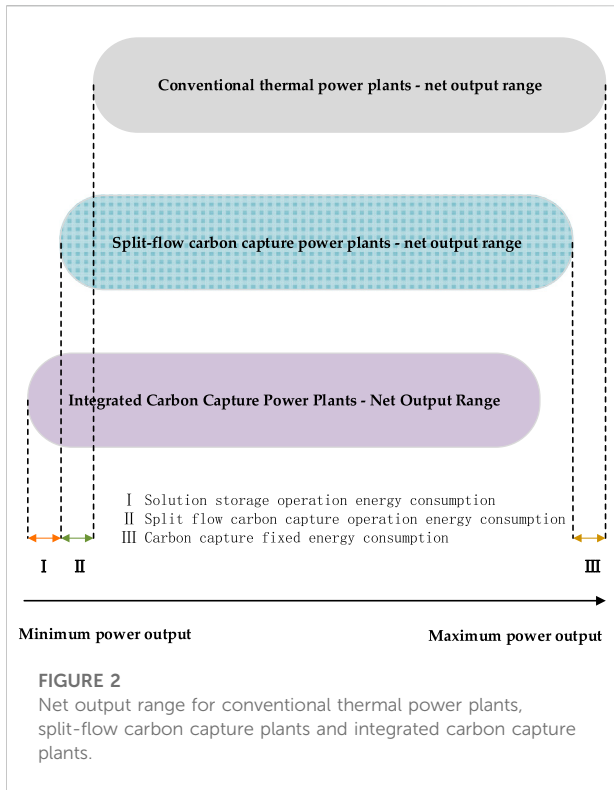 Conventional thermal power plants - net output range
Split-flow carbon capture power plants - net output range
Integrated Carbon Capture Power Plants - Net Output Range
Ⅰ Solution storage operation energy consumption
Ⅱ Split flow carbon capture operation energy consumption
Ⅲ Carbon capture fixed energy consumption
Ⅰ Ⅱ Ⅲ
Minimum power output Maximum power output
FIGURE 2
Net output range for conventional thermal power plants,
split-flow carbon capture plants and integrated carbon capture
plants.